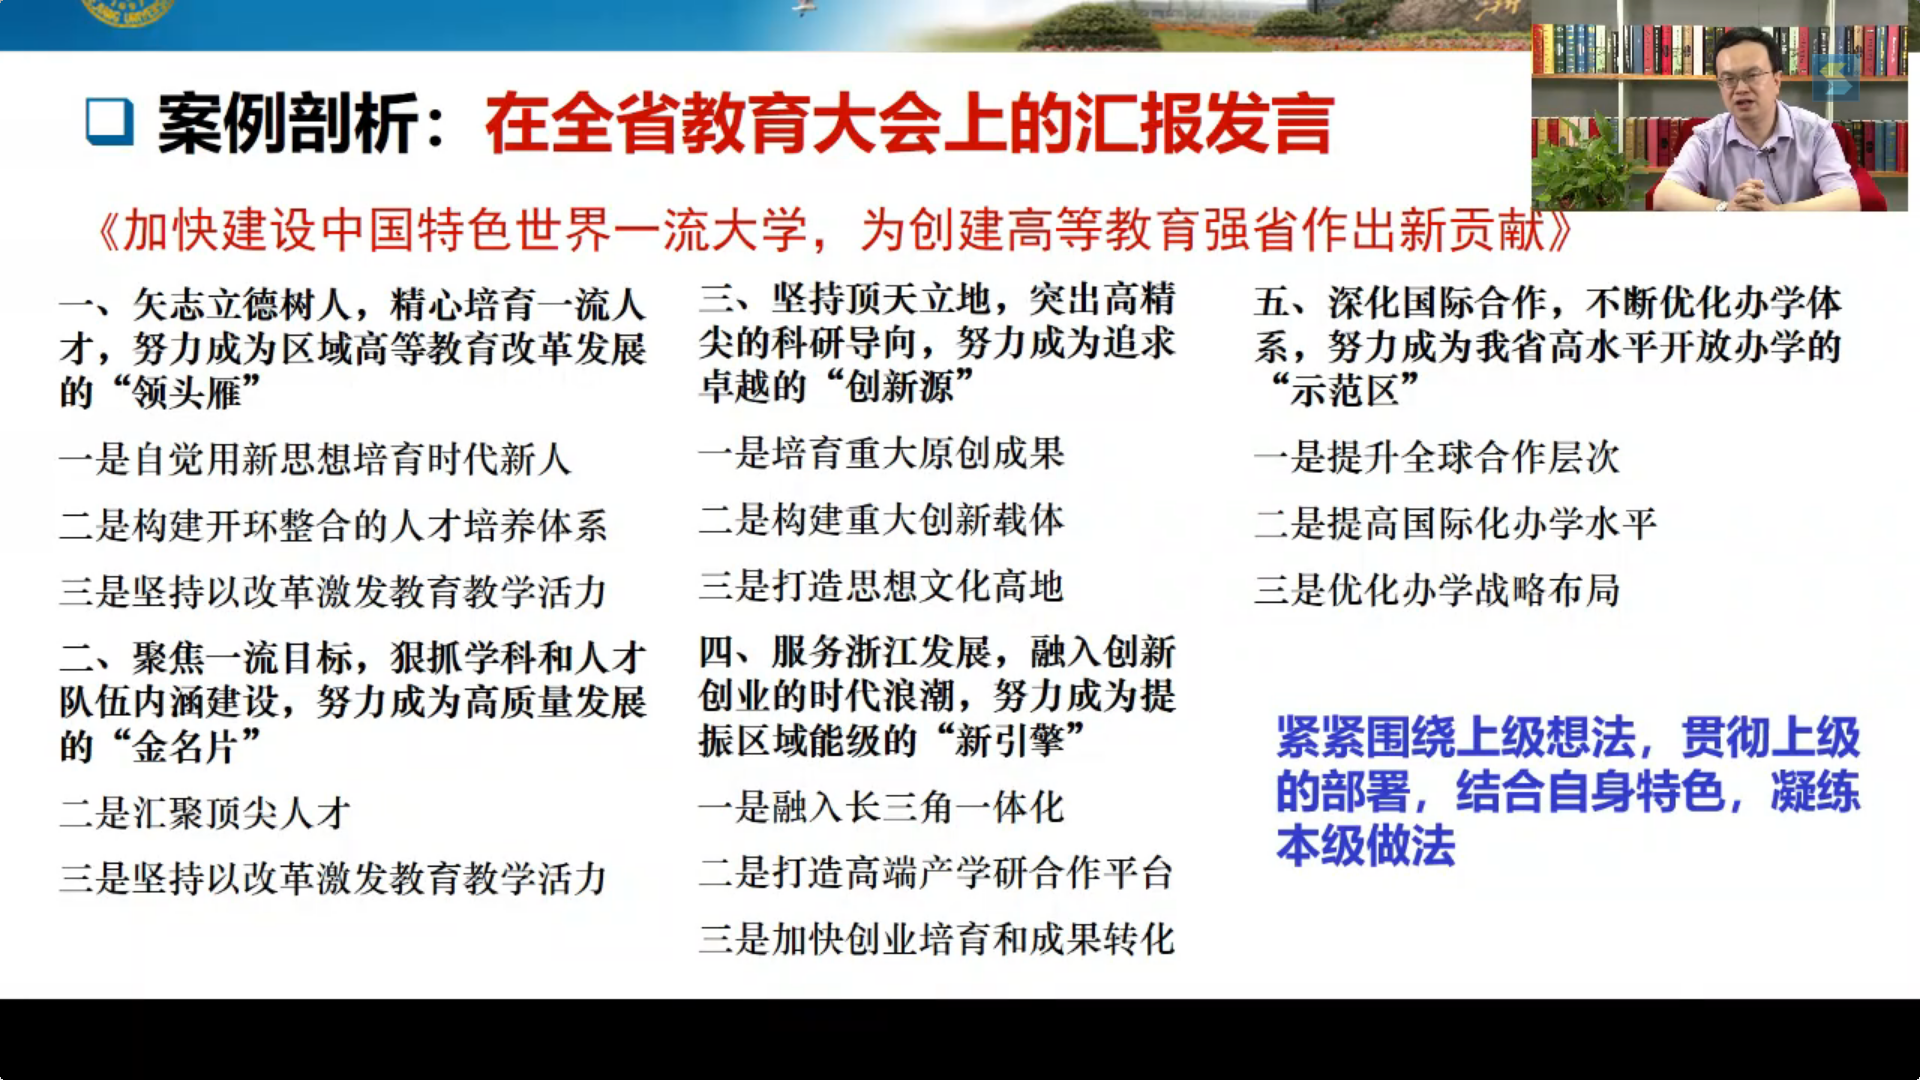 案例剖析：在全省教育大会上的汇报发言
《加快建设中国特色世界一流大学，为创建高等教育强省作出新贡献》
一、矢志立德树人，精心培育一流人
才，努力成为区域高等教育改革发展
的“领头雁”
一是自觉用新思想培育时代新人
二是构建开环整合的人才培养体系
三是坚持以改革激发教育教学活力
二、聚焦一流目标，狠抓学科和人才
队伍内涵建设，努力成为高质量发展
的“金名片”
二是汇聚顶尖人才
三是坚持以改革激发教育教学活力
三、坚持顶天立地，突出高精
尖的科研导向，努力成为追求
卓越的“创新源”
一是培育重大原创成果
二是构建重大创新载体
三是打造思想文化高地
四、服务浙江发展，融入创新
创业的时代浪潮，努力成为提
振区域能级的“新引擎”
一是融入长三角一体化
二是打造高端产学研合作平台
三是加快创业培育和成果转化
五、深化国际合作，不断优化办学体
系，努力成为我省高水平开放办学的
“示范区”
一是提升全球合作层次
二是提高国际化办学水平
三是优化办学战略布局
紧紧围绕上级想法，贯彻上级
的部署，结合自身特色，凝练
本级做法